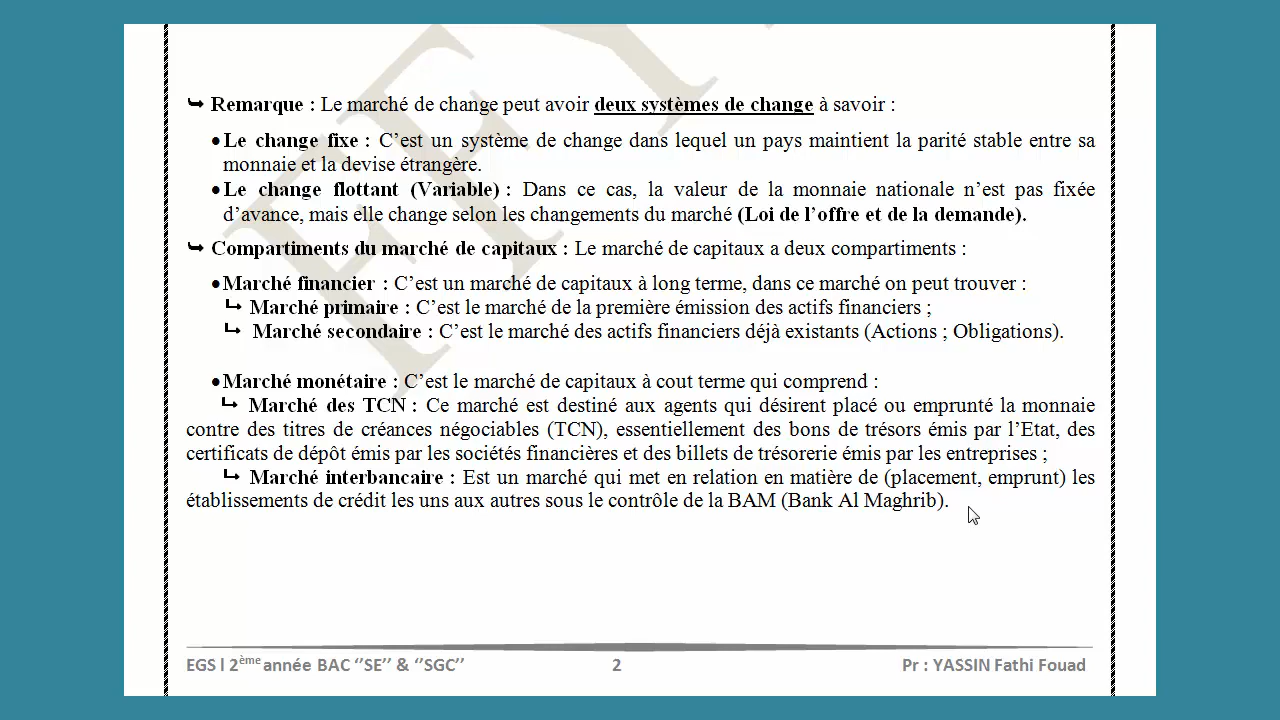 ➥ Remarque : Le marché de change peut avoir deux systèmes de change à savoir :
•Le change fixe : C’est un système de change dans lequel un pays maintient la parité stable entre sa
monnaie et la devise étrangère.
•Le change flottant (Variable) : Dans ce cas, la valeur de la monnaie nationale n’est pas fixée
d’avance, mais elle change selon les changements du marché (Loi de l’offre et de la demande).
➥ Compartiments du marché de capitaux : Le marché de capitaux a deux compartiments :
•Marché financier : C’est un marché de capitaux à long terme, dans ce marché on peut trouver :
↳ Marché primaire : C’est le marché de la première émission des actifs financiers ;
↳ Marché secondaire : C’est le marché des actifs financiers déjà existants (Actions ; Obligations).
•Marché monétaire : C’est le marché de capitaux à cout terme qui comprend :
↳ Marché des TCN : Ce marché est destiné aux agents qui désirent placé ou emprunté la monnaie
contre des titres de créances négociables (TCN), essentiellement des bons de trésors émis par l’Etat, des
certificats de dépôt émis par les sociétés financières et des billets de trésorerie émis par les entreprises ;
↳ Marché interbancaire : Est un marché qui met en relation en matière de (placement, emprunt) les
établissements de crédit les uns aux autres sous le contrôle de la BAM (Bank Al Maghrib).
EGS l 2ème année BAC ‘’SE’’ & ‘’SGC’’ 2 Pr : YASSIN Fathi Fouad